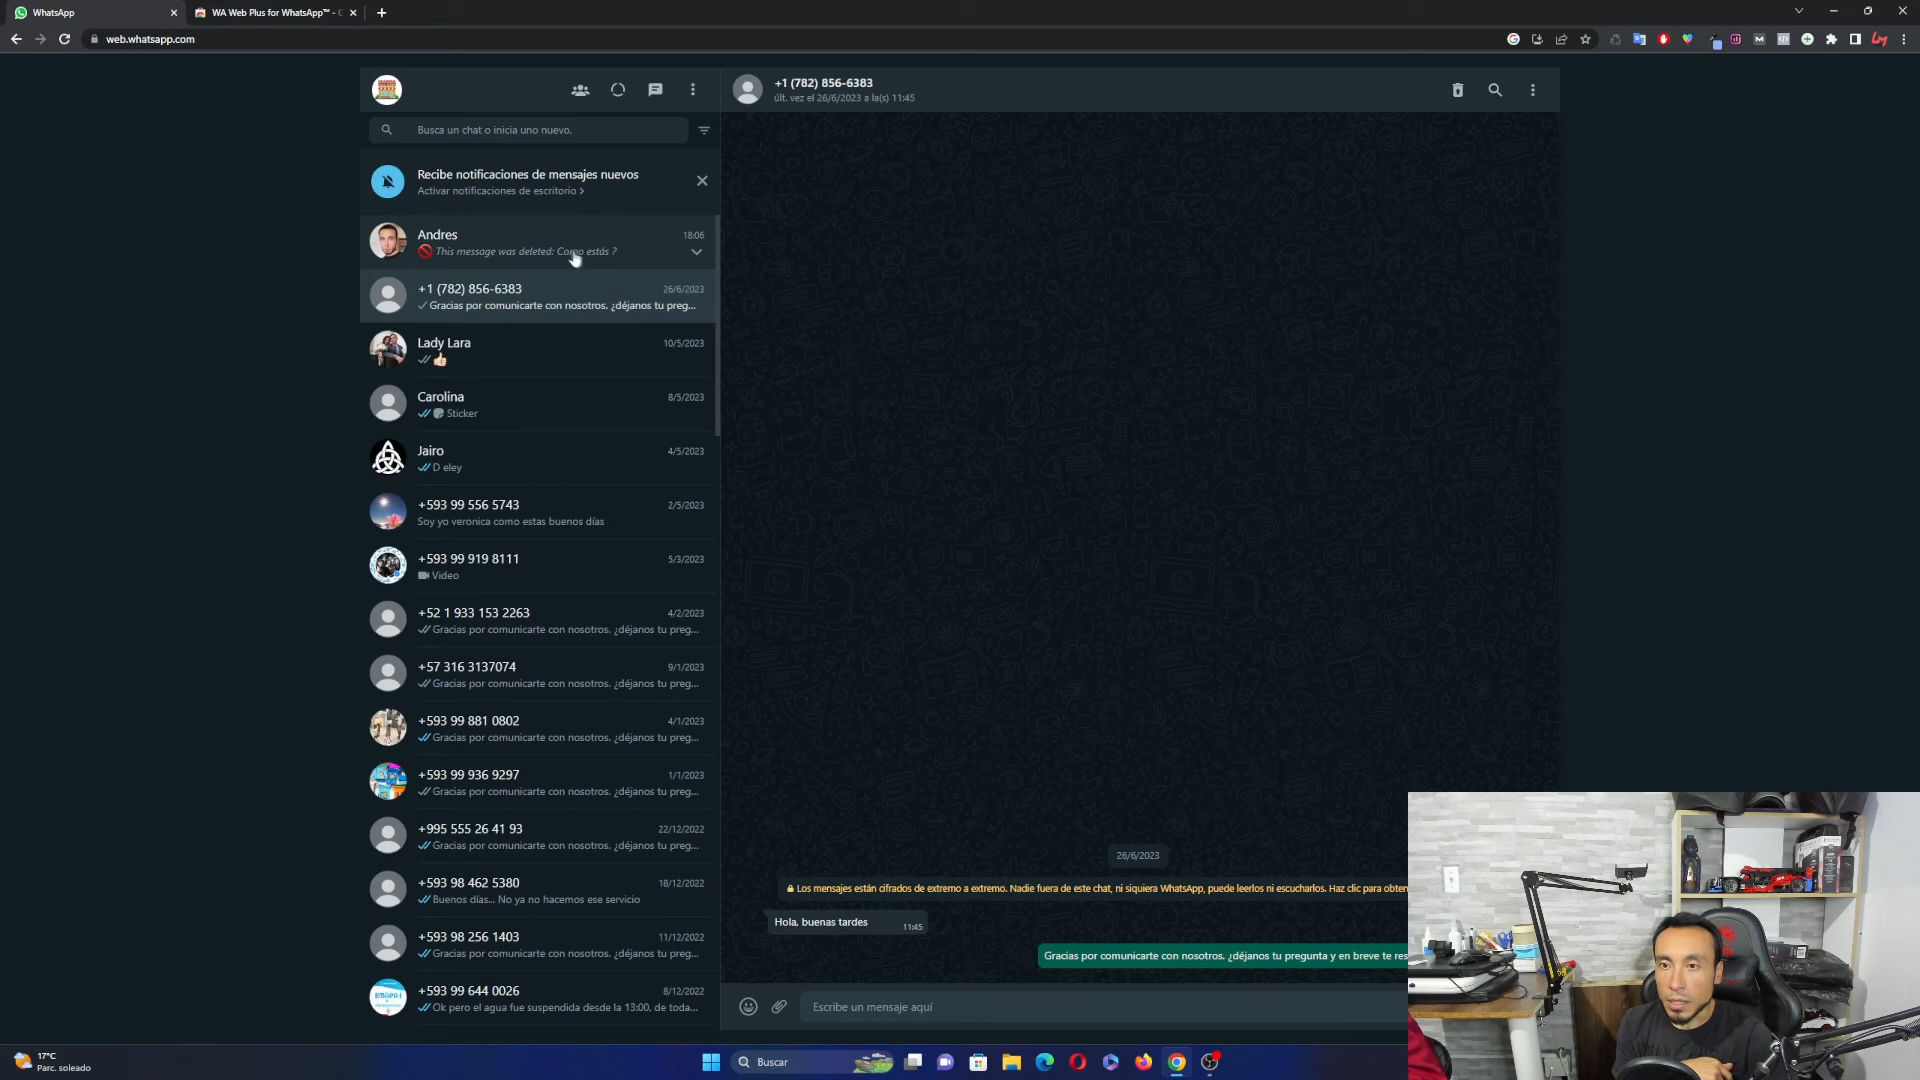 WhatsApp
WA Web Plus for WhatsApp™ - C
web.whatsapp.com
+1 (782) 856-6383
últ. vez el 26/6/2023 a la(s) 11:45
Busca un chat o inicia uno nuevo.
Recibe notificaciones de mensajes nuevos
Activar notificaciones de escritorio >
Andres 18:06
This message was deleted: Como estás ?
+1 (782) 856-6383 26/6/2023
Gracias por comunicarte con nosotros. ¿déjanos tu preg...
Lady Lara 10/5/2023
Carolina 8/5/2023
Sticker
Jairo 4/5/2023
D eley
+593 99 556 5743 2/5/2023
Soy yo veronica como estas buenos días
+593 99 919 8111 5/3/2023
Video
+52 1 933 153 2263 4/2/2023
Gracias por comunicarte con nosotros. ¿déjanos tu preg...
+57 316 3137074 9/1/2023
Gracias por comunicarte con nosotros. ¿déjanos tu preg...
+593 99 881 0802 4/1/2023
Gracias por comunicarte con nosotros. ¿déjanos tu preg...
+593 99 936 9297 1/1/2023
Gracias por comunicarte con nosotros. ¿déjanos tu preg...
+995 555 26 41 93 22/12/2022
Gracias por comunicarte con nosotros. ¿déjanos tu preg...
+593 98 462 5380 18/12/2022
Buenos días... No ya no hacemos ese servicio
+593 98 256 1403 11/12/2022
Gracias por comunicarte con nosotros. ¿déjanos tu preg...
+593 99 644 0026 8/12/2022
EMAPA-I
Ok pero el agua fue suspendida desde la 13:00, de toda...
26/6/2023
Los mensajes están cifrados de extremo a extremo. Nadie fuera de este chat, ni siquiera WhatsApp, puede leerlos ni escucharlos. Haz clic para obten
Hola, buenas tardes 11:45
Gracias por comunicarte con nosotros. ¿déjanos tu pregunta y en breve te res
Escribe un mensaje aquí
17°C
Parc. soleado
Buscar